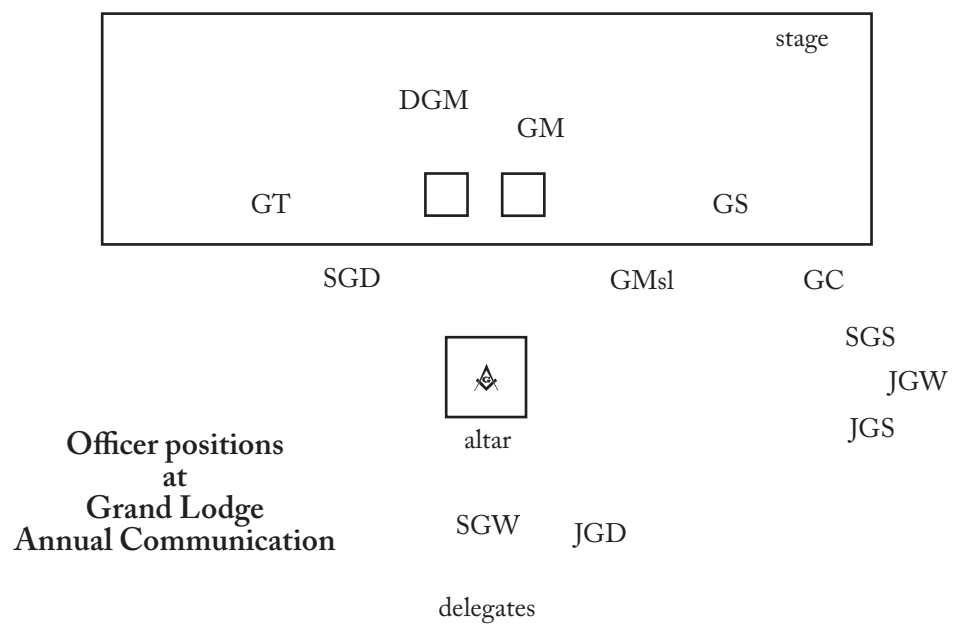 stage
DGM
GM
GT
GS
SGD
GMsl
GC
SGS
JGW
G
JGS
altar
Officer positions
at
Grand Lodge
Annual Communication
SGW
JGD
delegates